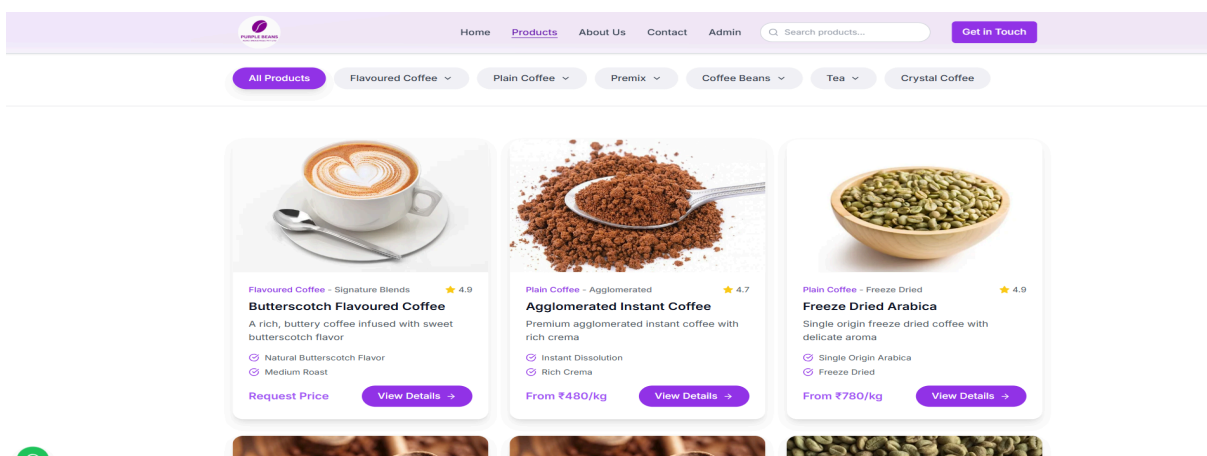 PURPLE BEANS
Home Products About Us Contact Admin Search products... Get in Touch
All Products Flavoured Coffee Plain Coffee Premix Coffee Beans Tea Crystal Coffee
Flavoured Coffee - Signature Blends 4.9
Butterscotch Flavoured Coffee
A rich, buttery coffee infused with sweet
butterscotch flavor
Natural Butterscotch Flavor
Medium Roast
Request Price View Details →
Plain Coffee - Agglomerated 4.7
Agglomerated Instant Coffee
Premium agglomerated instant coffee with
rich crema
Instant Dissolution
Rich Crema
From ₹480/kg View Details →
Plain Coffee - Freeze Dried 4.9
Freeze Dried Arabica
Single origin freeze dried coffee with
delicate aroma
Single Origin Arabica
Freeze Dried
From ₹780/kg View Details →